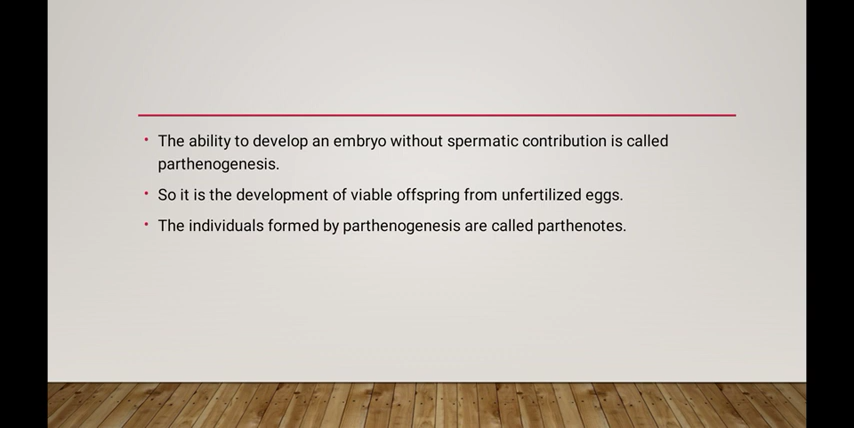 • The ability to develop an embryo without spermatic contribution is called
parthenogenesis.
• So it is the development of viable offspring from unfertilized eggs.
• The individuals formed by parthenogenesis are called parthenotes.